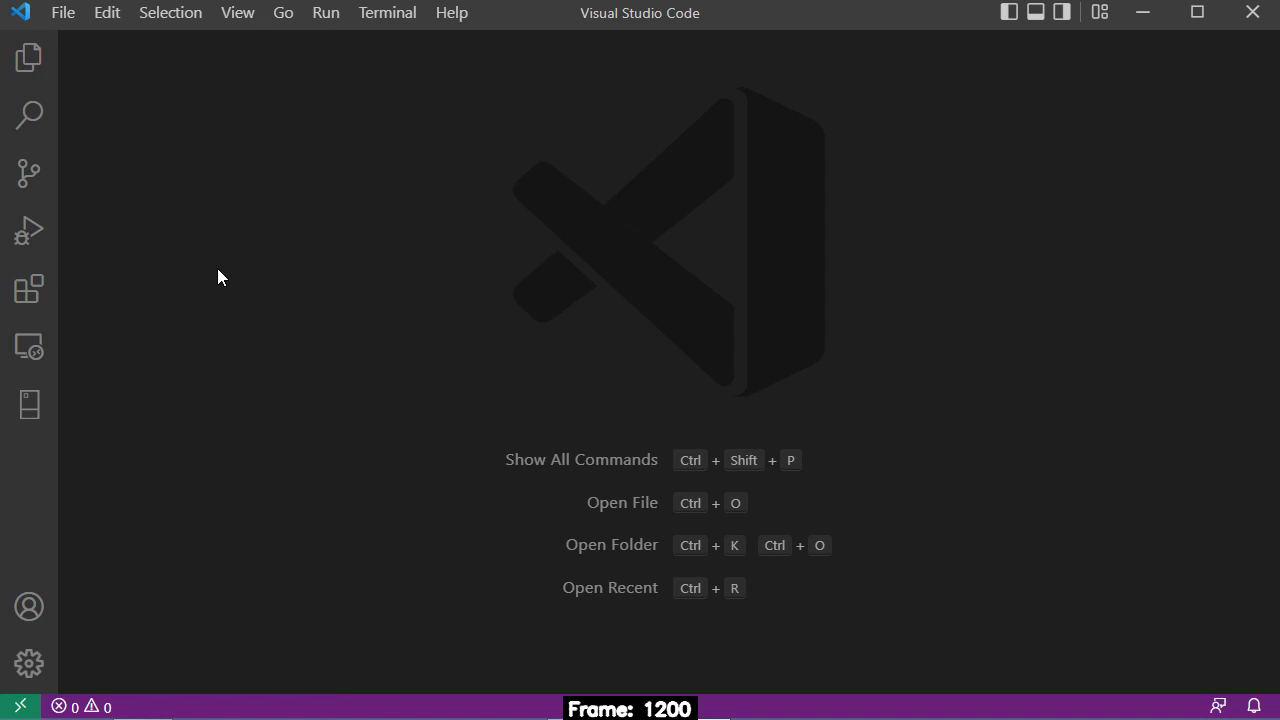 File Edit Selection View Go Run Terminal Help Visual Studio Code
Show All Commands Ctrl + Shift + P
Open File Ctrl + O
Open Folder Ctrl + K Ctrl + O
Open Recent Ctrl + R
0 0 Frame: 1200